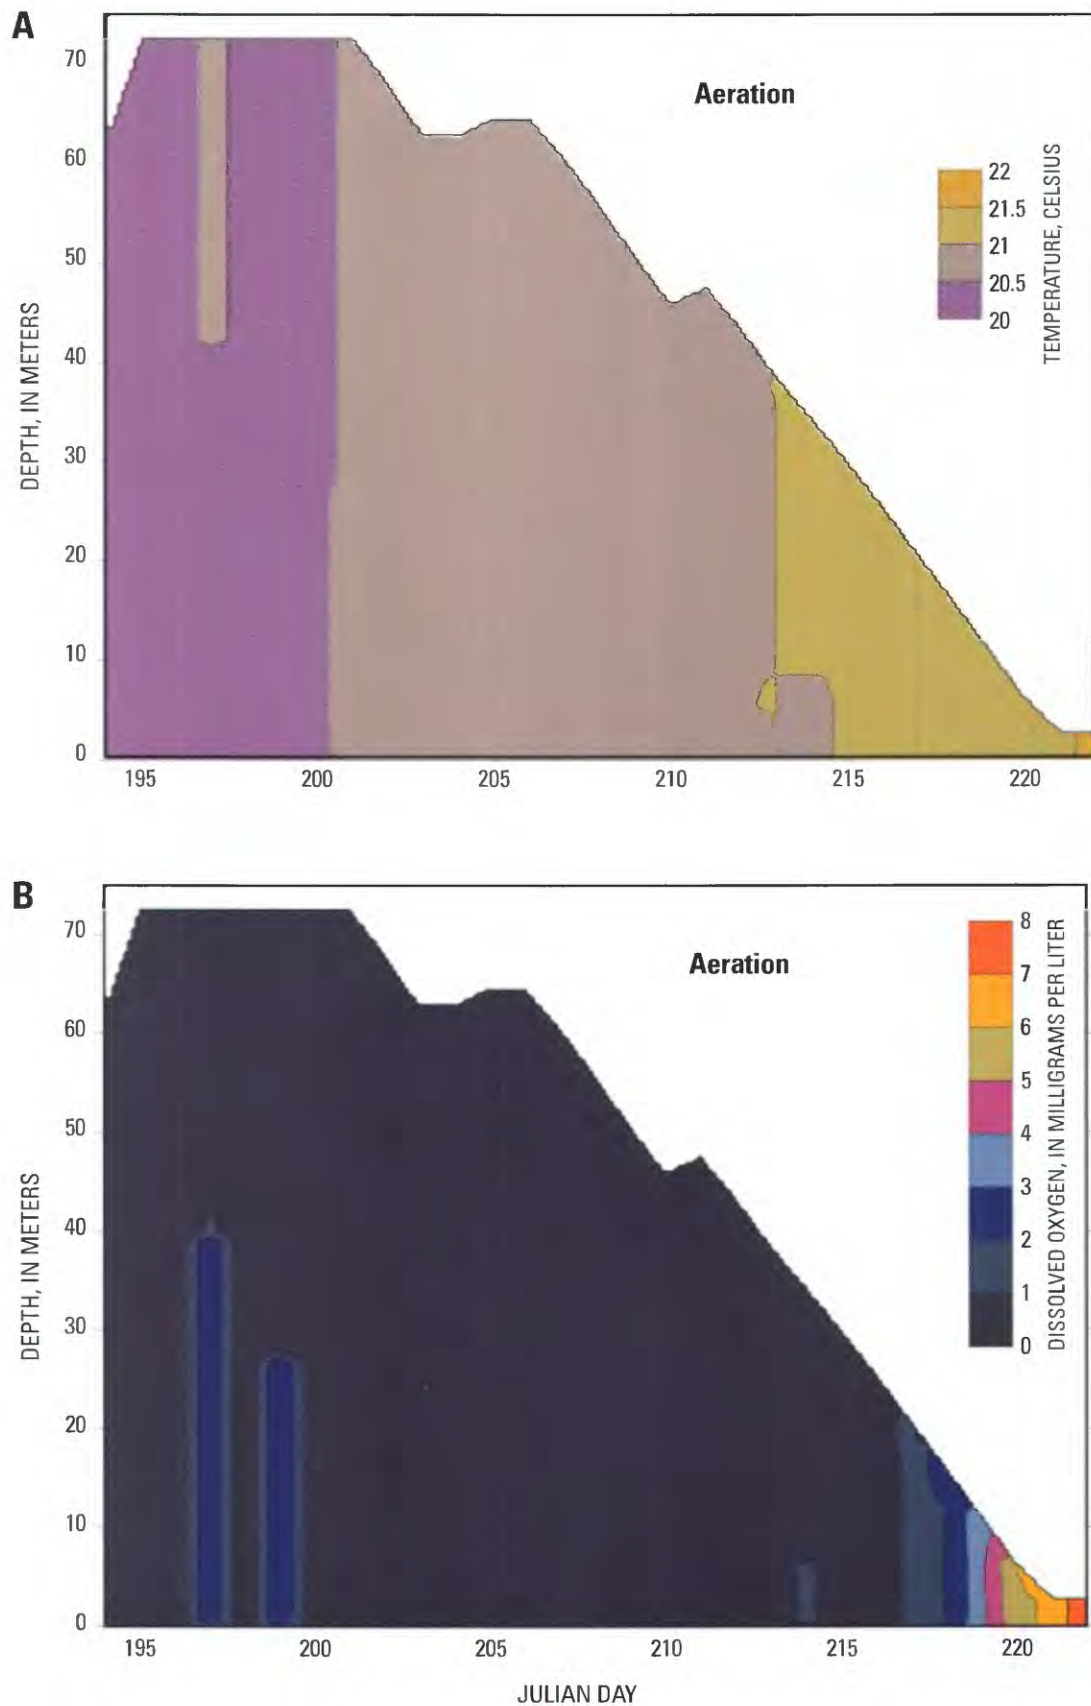 A
Aeration
70
60
50
40
30
20
10
0
DEPTH, IN METERS
195 200 205 210 215 220
22
21.5
21
20.5
20
TEMPERATURE, CELSIUS
B
Aeration
70
60
50
40
30
20
10
0
DEPTH, IN METERS
8
7
6
5
4
3
2
1
0
DISSOLVED OXYGEN, IN MILLIGRAMS PER LITER
195 200 205 210 215 220
JULIAN DAY